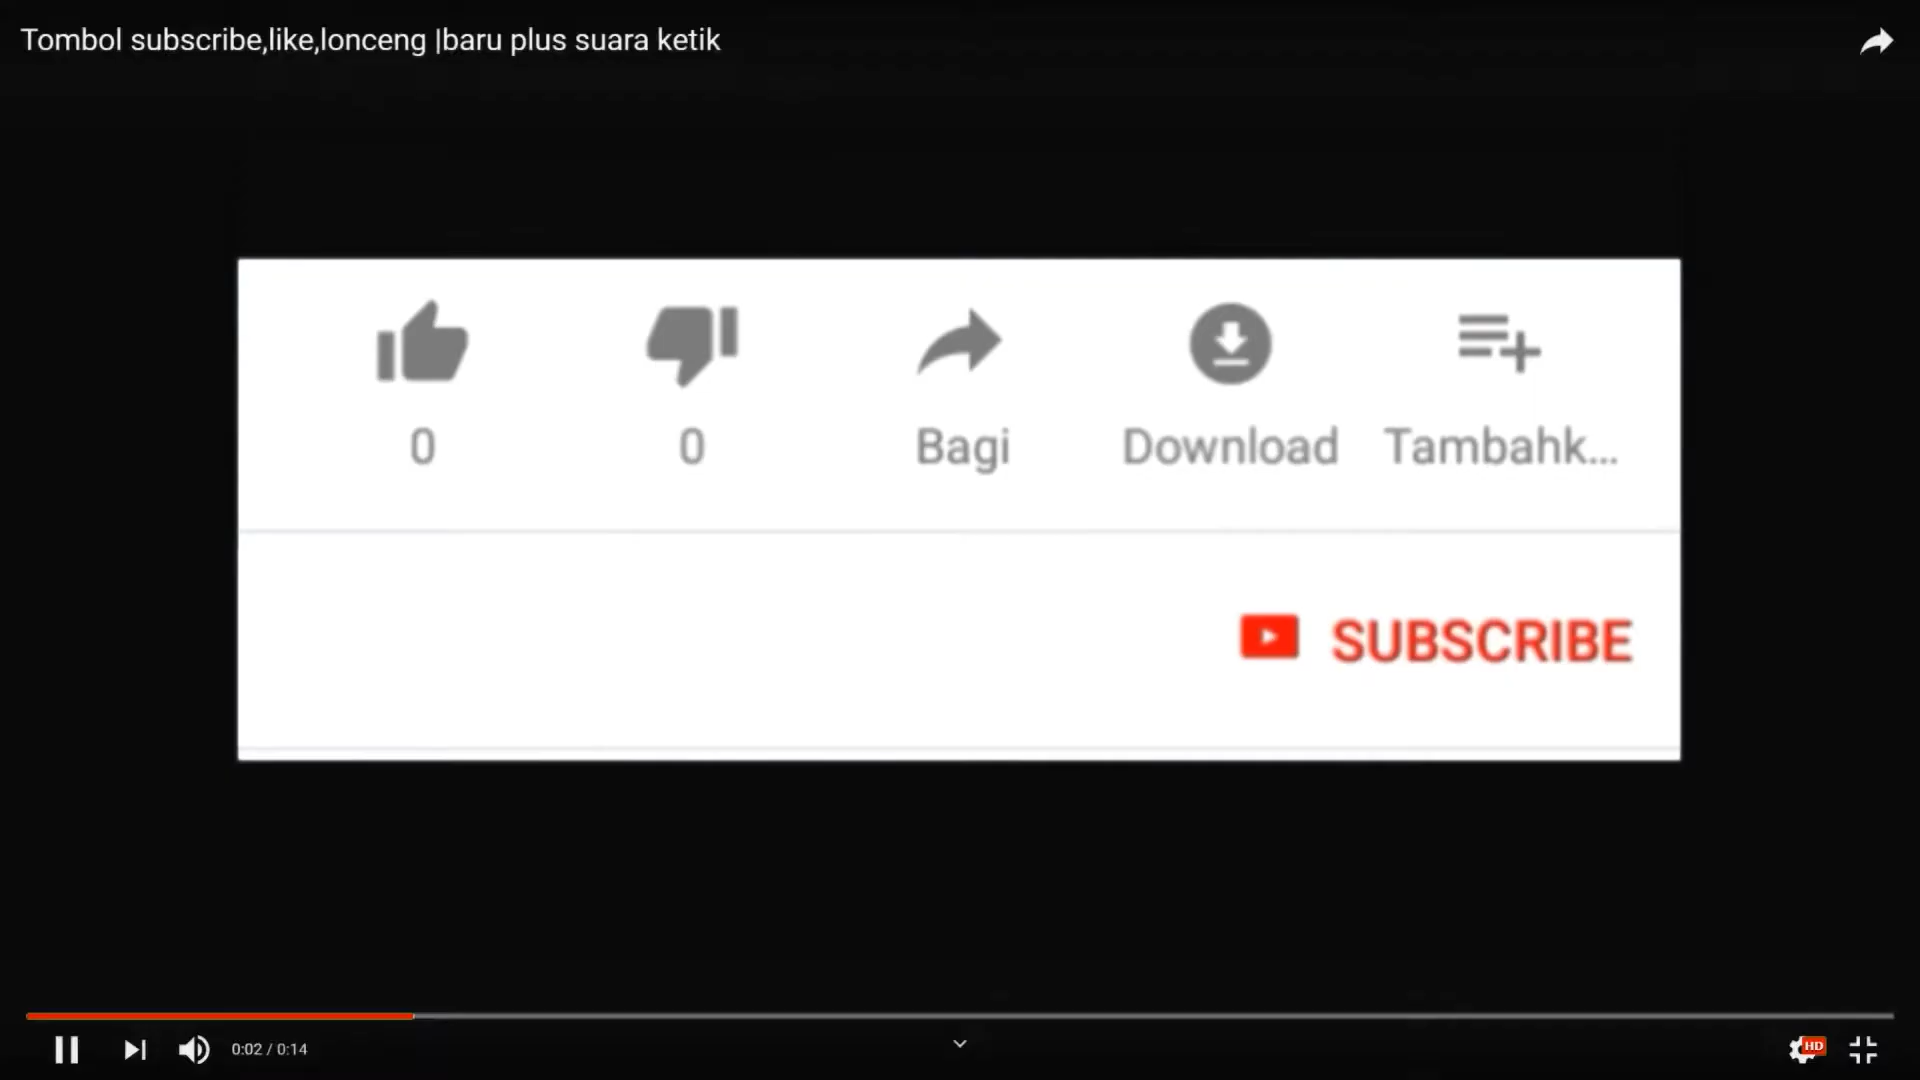 Tombol subscribe,like,lonceng |baru plus suara ketik
0 0 Bagi Download Tambahk...
SUBSCRIBE
0:02 / 0:14 HD